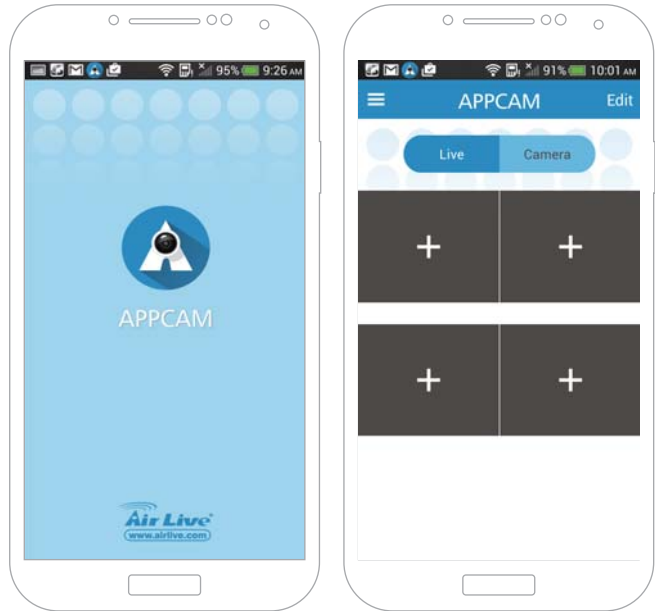 95% 9:26 AM
APPCAM
Air Live
www.airlive.com
91% 10:01 AM
APPCAM Edit
Live Camera
+ +
+ +